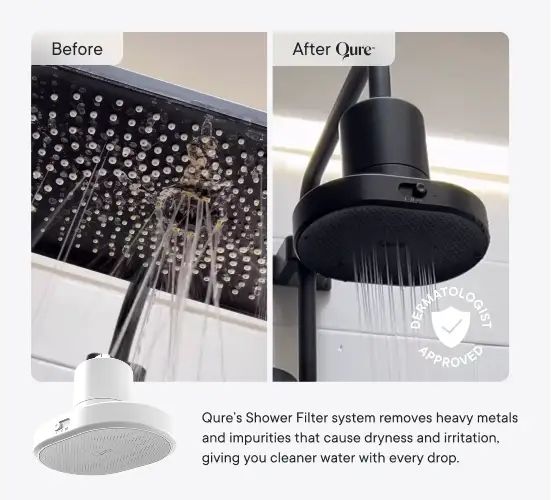 Before
After Qure
DERMATOLOGIST
APPROVED
Qure's Shower Filter system removes heavy metals
and impurities that cause dryness and irritation,
giving you cleaner water with every drop.